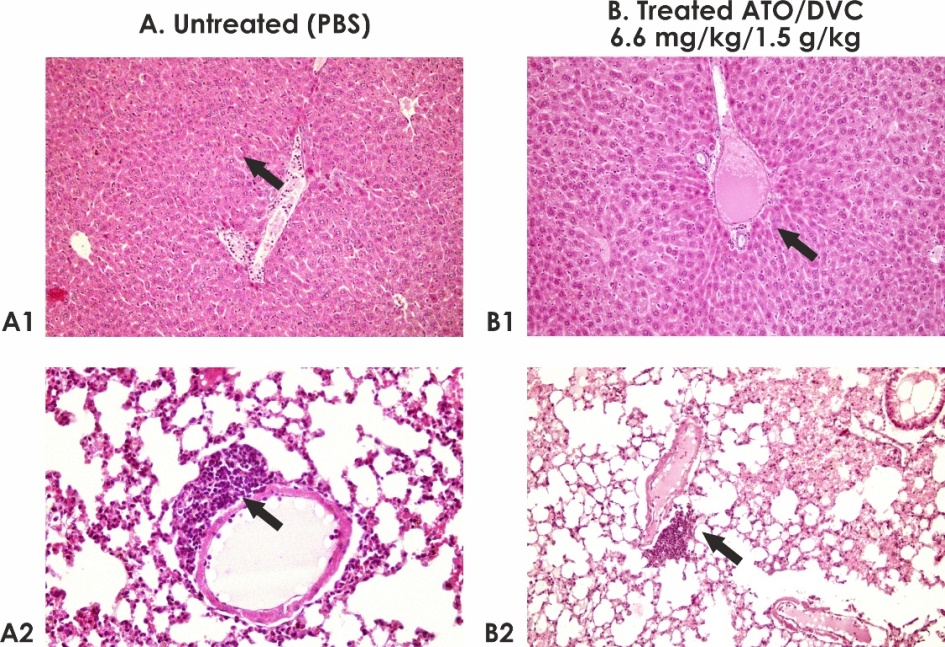 A. Untreated (PBS)
B. Treated ATO/DVC
6.6 mg/kg/1.5 g/kg
A1
B1
A2
B2